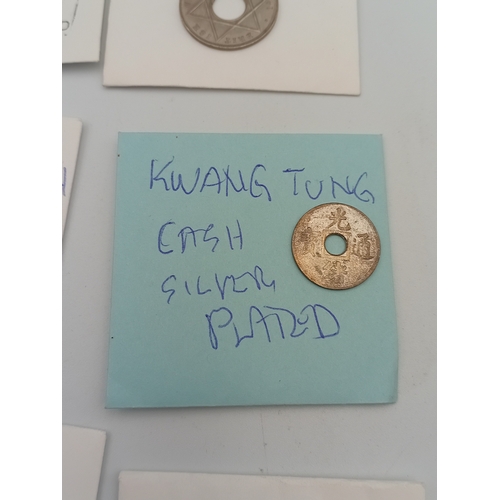 KWANG TUNG
CASH
SILVER
PLATED
光
通